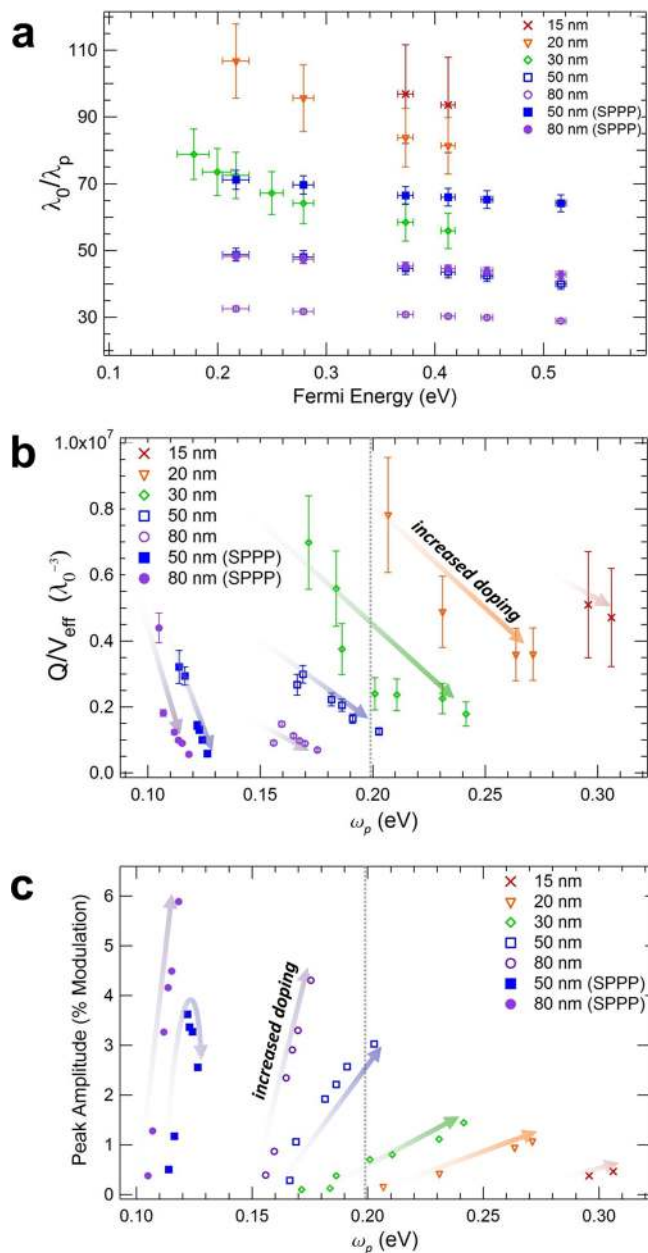 a
110
90
70
50
30
λ0/λp
0.1
0.2
0.3
0.4
0.5
Fermi Energy (eV)
15 nm
20 nm
30 nm
50 nm
80 nm
50 nm (SPPP)
80 nm (SPPP)
b
1.0x10⁷
0.8
0.6
0.4
0.2
0.0
Q/Veff (λ0⁻³)
15 nm
20 nm
30 nm
50 nm
80 nm
50 nm (SPPP)
80 nm (SPPP)
increased doping
0.10
0.15
0.20
0.25
0.30
ωp (eV)
c
6
5
4
3
2
1
0
Peak Amplitude (% Modulation)
increased doping
15 nm
20 nm
30 nm
50 nm
80 nm
50 nm (SPPP)
80 nm (SPPP)
0.10
0.15
0.20
0.25
0.30
ωp (eV)